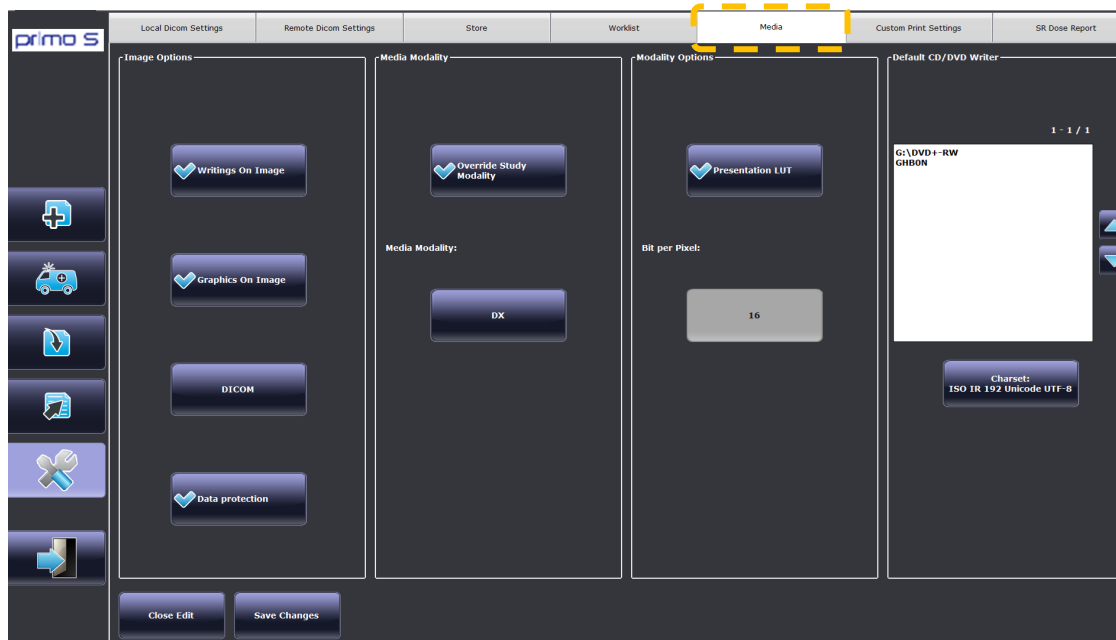 primo S
Local Dicom Settings
Remote Dicom Settings
Store
Worklist
Media
Custom Print Settings
SR Dose Report
Image Options
Writings On Image
Graphics On Image
DICOM
Data protection
Media Modality
Override Study
Modality
Media Modality:
DX
Modality Options
Presentation LUT
Bit per Pixel:
16
Default CD/DVD Writer
1 - 1 / 1
G:\DVD+-RW
GHB0N
Charset:
ISO IR 192 Unicode UTF-8
Close Edit
Save Changes